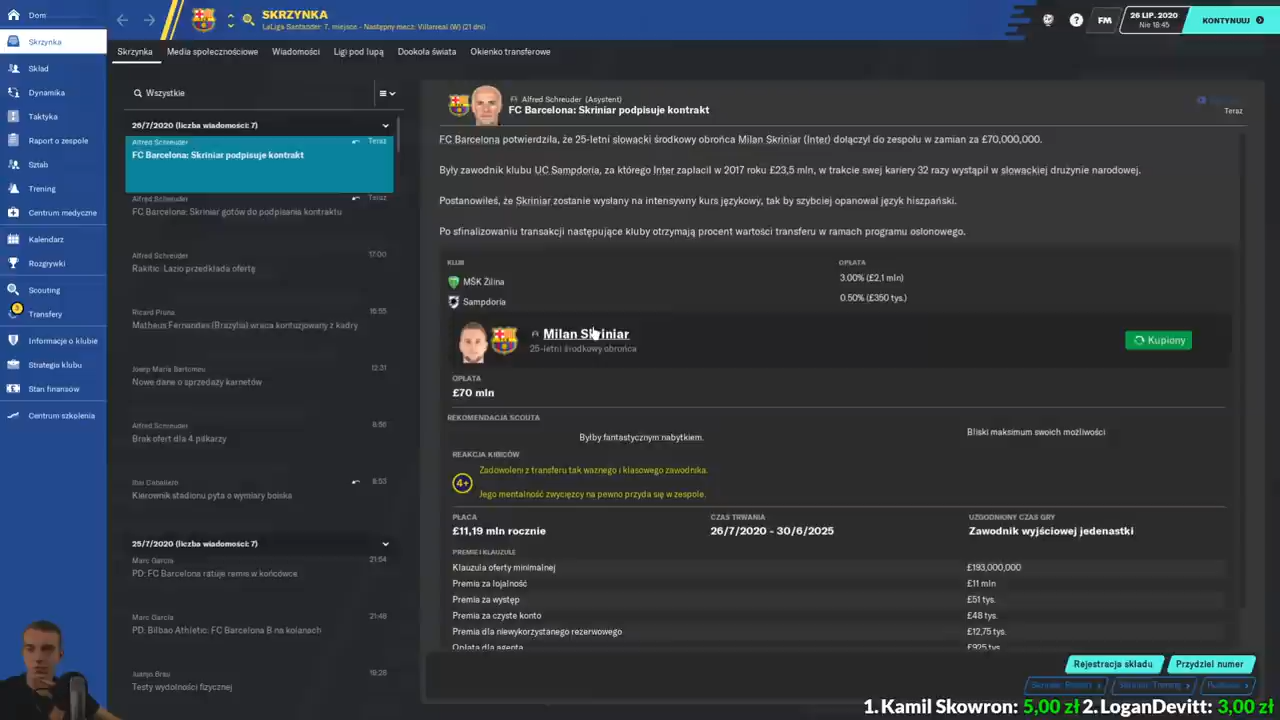 Dom
Skrzynka
Skład
Dynamika
Taktyka
Raport o zespole
Sztab
Trening
Centrum medyczne
Kalendarz
Rozgrywki
Scouting
Transfery
Informacje o klubie
Strategia klubu
Stan finansów
Centrum szkolenia
SKRZYNKA
LaLiga Santander: 7. miejsce - Następny mecz: Villarreal (W) (21 dni)
FM
26 LIP. 2020
Nie 18:45
KONTYNUUJ
Skrzynka
Media społecznościowe
Wiadomości
Ligi pod lupą
Dookoła świata
Okienko transferowe
Wszystkie
26/7/2020 (liczba wiadomości: 7)
Alfred Schreuder
Teraz
FC Barcelona: Skriniar podpisuje kontrakt
Alfred Schreuder
Teraz
FC Barcelona: Skriniar gotów do podpisania kontraktu
Alfred Schreuder
17:00
Rakitic: Lazio przedkłada ofertę
Ricard Pruna
16:55
Matheus Fernandes (Brazylia) wraca kontuzjowany z kadry
Josep Maria Bartomeu
12:31
Nowe dane o sprzedaży karnetów
Alfred Schreuder
8:56
Brak ofert dla 4 piłkarzy
Caballero
8:53
Kierownik stadionu pyta o wymiary boiska
25/7/2020 (liczba wiadomości: 7)
Marc Garcia
21:54
PD: FC Barcelona ratuje remis w końcówce
Marc Garcia
21:48
PD: Bilbao Athletic: FC Barcelona B na kolanach
Juanjo Brau
19:28
Testy wydolności fizycznej
Alfred Schreuder (Asystent)
FC Barcelona: Skriniar podpisuje kontrakt
Teraz
FC Barcelona potwierdziła, że 25-letni słowacki środkowy obrońca Milan Skriniar (Inter) dołączył do zespołu w zamian za £70,000,000.
Były zawodnik klubu UC Sampdoria, za którego Inter zapłacił w 2017 roku £23,5 mln, w trakcie swej kariery 32 razy wystąpił w słowackiej drużynie narodowej.
Postanowiłeś, że Skriniar zostanie wysłany na intensywny kurs językowy, tak by szybciej opanował język hiszpański.
Po sfinalizowaniu transakcji następujące kluby otrzymają procent wartości transferu w ramach programu osłonowego.
KLUB
OPŁATA
MŠK Žilina
3.00% (£2,1 mln)
Sampdoria
0.50% (£350 tys.)
Milan Skriniar
25-letni środkowy obrońca
Kupiony
OPŁATA
£70 mln
REKOMENDACJA SCOUTA
Byłby fantastycznym nabytkiem.
Bliski maksimum swoich możliwości
REAKCJA KIBICÓW
4+
Zadowoleni z transferu tak ważnego i klasowego zawodnika.
Jego mentalność zwycięzcy na pewno przyda się w zespole.
PŁACA
CZAS TRWANIA
UZGODNIONY CZAS GRY
£11,19 mln rocznie
26/7/2020 - 30/6/2025
Zawodnik wyjściowej jedenastki
PREMIE I KLAUZULE
Klauzula oferty minimalnej
£193,000,000
Premia za lojalność
£11 mln
Premia za występ
£51 tys.
Premia za czyste konto
£48 tys.
Premia dla niewykorzystanego rezerwowego
£12,75 tys.
Opłata dla agenta
£925 tys.
Rejestracja składu
Przydziel numer
1. Kamil Skowron: 5,00 zł 2. LoganDevitt: 3,00 zł